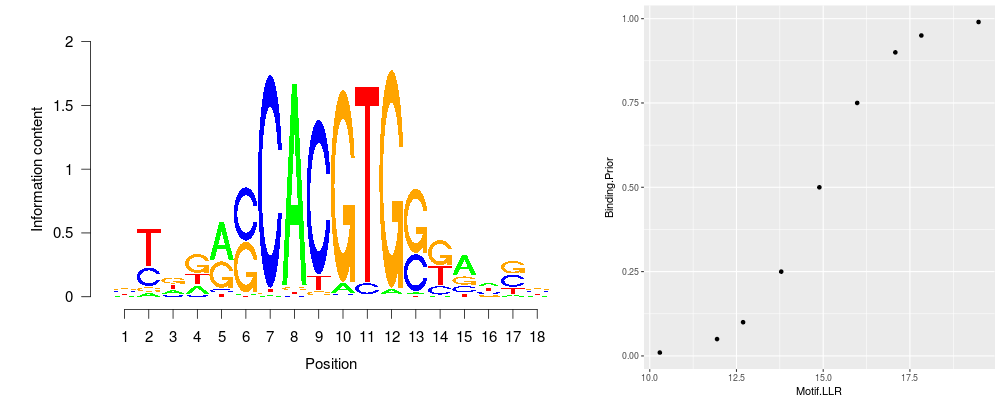 2
1.5
1
0.5
0
Information content
1 2 3 4 5 6 7 8 9 10 11 12 13 14 15 16 17 18
Position
T C G T A A G C G C A C T G A T C G G C G T A G G C
1.00
0.75
0.50
0.25
0.00
Binding.Prior
10.0 12.5 15.0 17.5
Motif.LLR